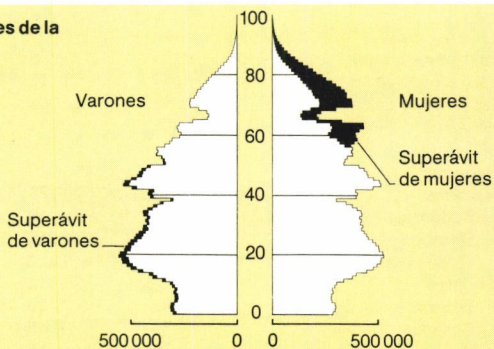 es de la
100
Varones
80
Mujeres
60
Superávit
de mujeres
40
Superávit
de varones
20
0
500 000
0
0
500 000